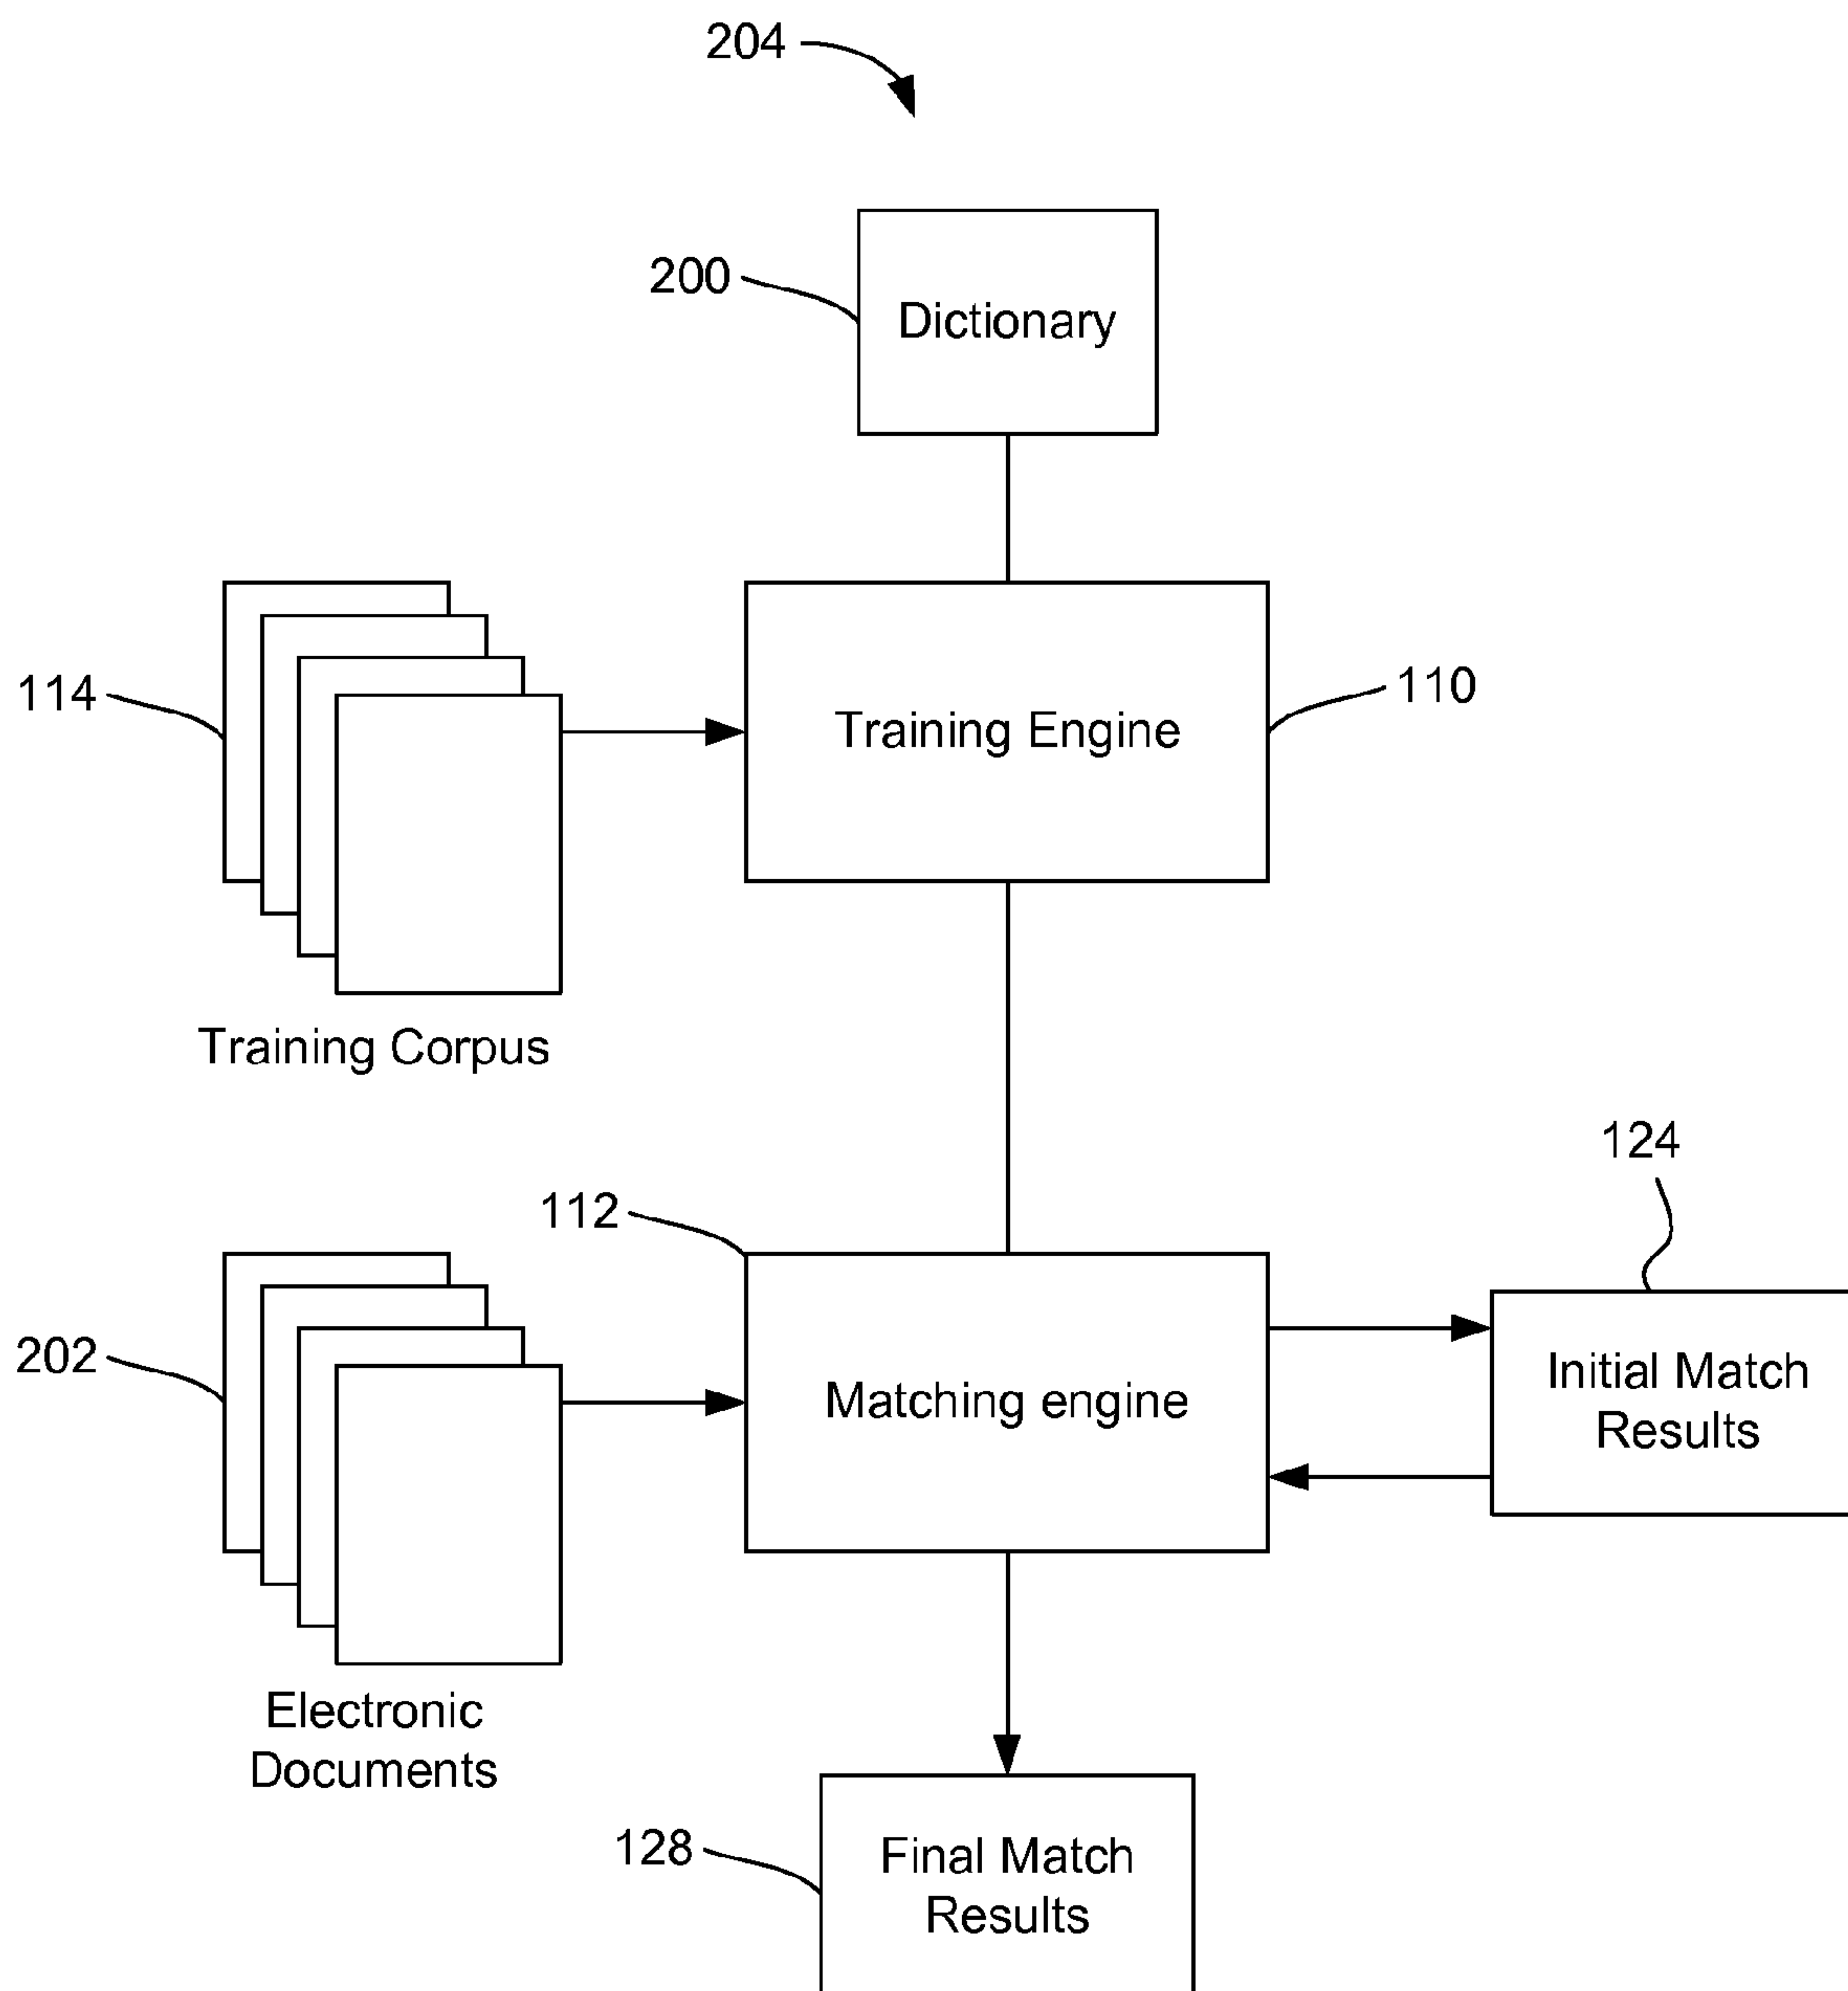 204
200
Dictionary
114
Training Engine
110
Training Corpus
124
112
202
Matching engine
Initial Match
Results
Electronic
Documents
128
Final Match
Results